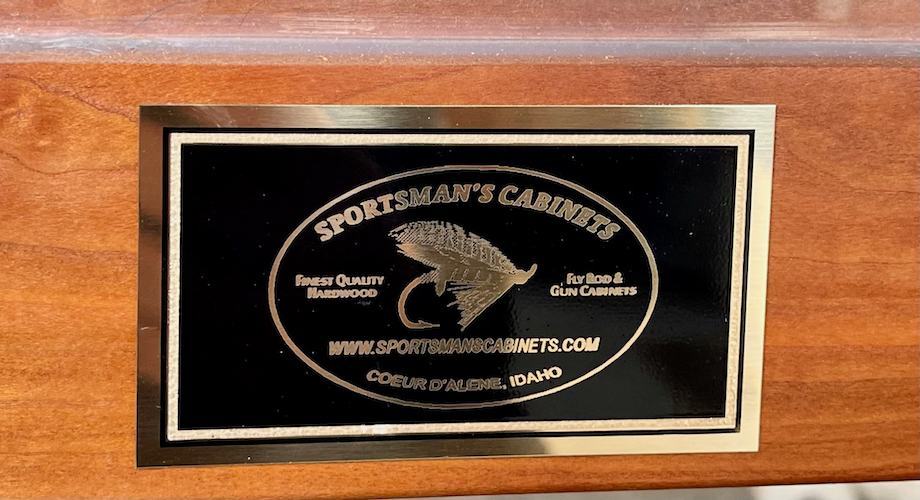 SPORTSMAN'S CABINETS
FINEST QUALITY
HARDWOOD
FLY ROD &
GUN CABINETS
WWW.SPORTSMANSCABINETS.COM
COEUR D'ALENE, IDAHO